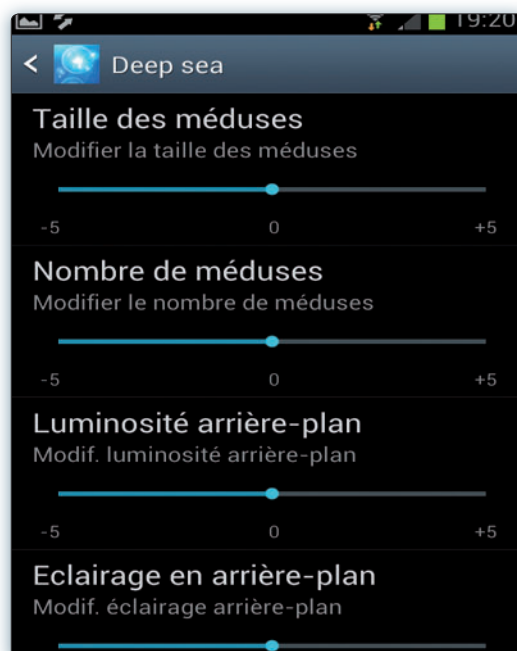 19:20
Deep sea
Taille des méduses
Modifier la taille des méduses
-5 0 +5
Nombre de méduses
Modifier le nombre de méduses
-5 0 +5
Luminosité arrière-plan
Modif. luminosité arrière-plan
-5 0 +5
Eclairage en arrière-plan
Modif. éclairage arrière-plan